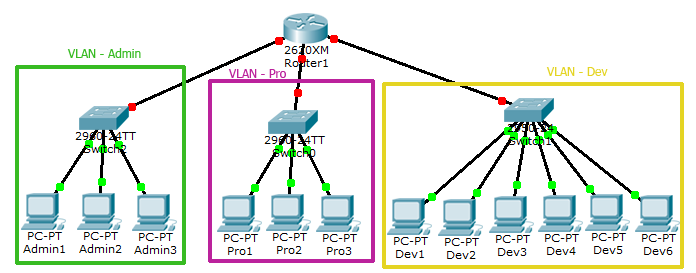 2620XM
Router1
VLAN - Admin
VLAN - Pro
VLAN - Dev
2960-24TT
Switch2
2960-24TT
Switch0
Switch1
PC-PT
Admin1
PC-PT
Admin2
PC-PT
Admin3
PC-PT
Pro1
PC-PT
Pro2
PC-PT
Pro3
PC-PT
Dev1
PC-PT
Dev2
PC-PT
Dev3
PC-PT
Dev4
PC-PT
Dev5
PC-PT
Dev6